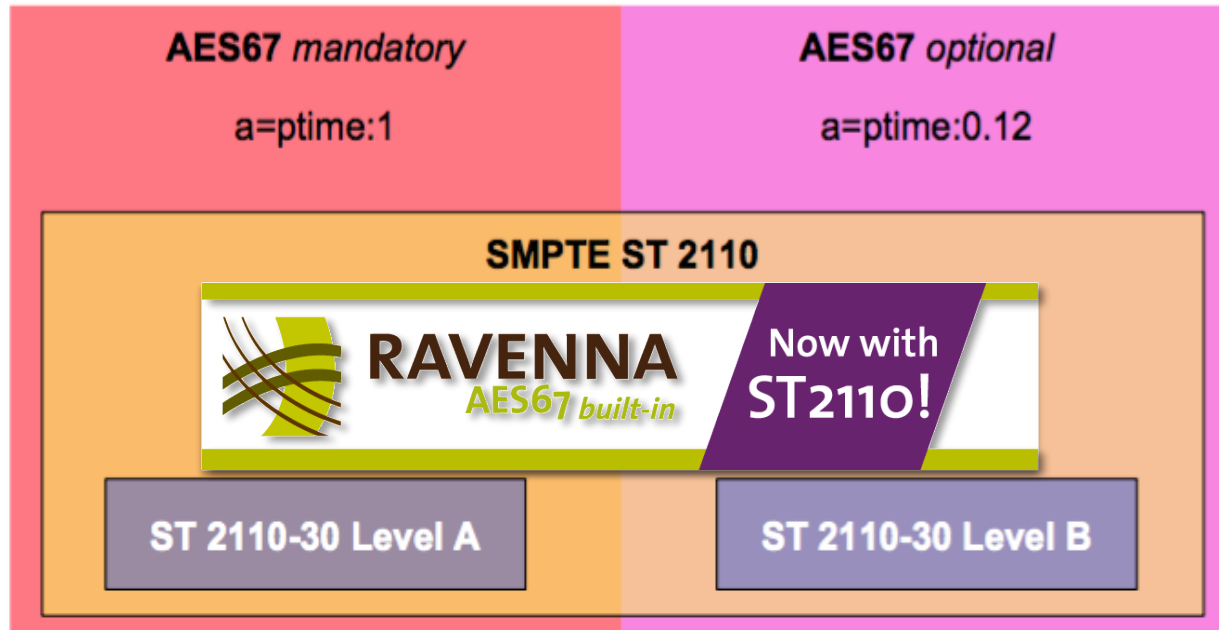 AES67 mandatory
AES67 optional
a=ptime:1
a=ptime:0.12
SMPTE ST 2110
RAVENNA
AES67 built-in
Now with
ST2110!
ST 2110-30 Level A
ST 2110-30 Level B